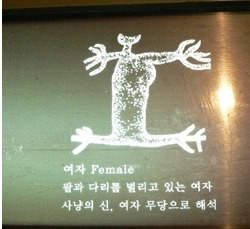 여자 Female
팔과 다리를 벌리고 있는 여자
사냥의 신, 여자 무당으로 해석